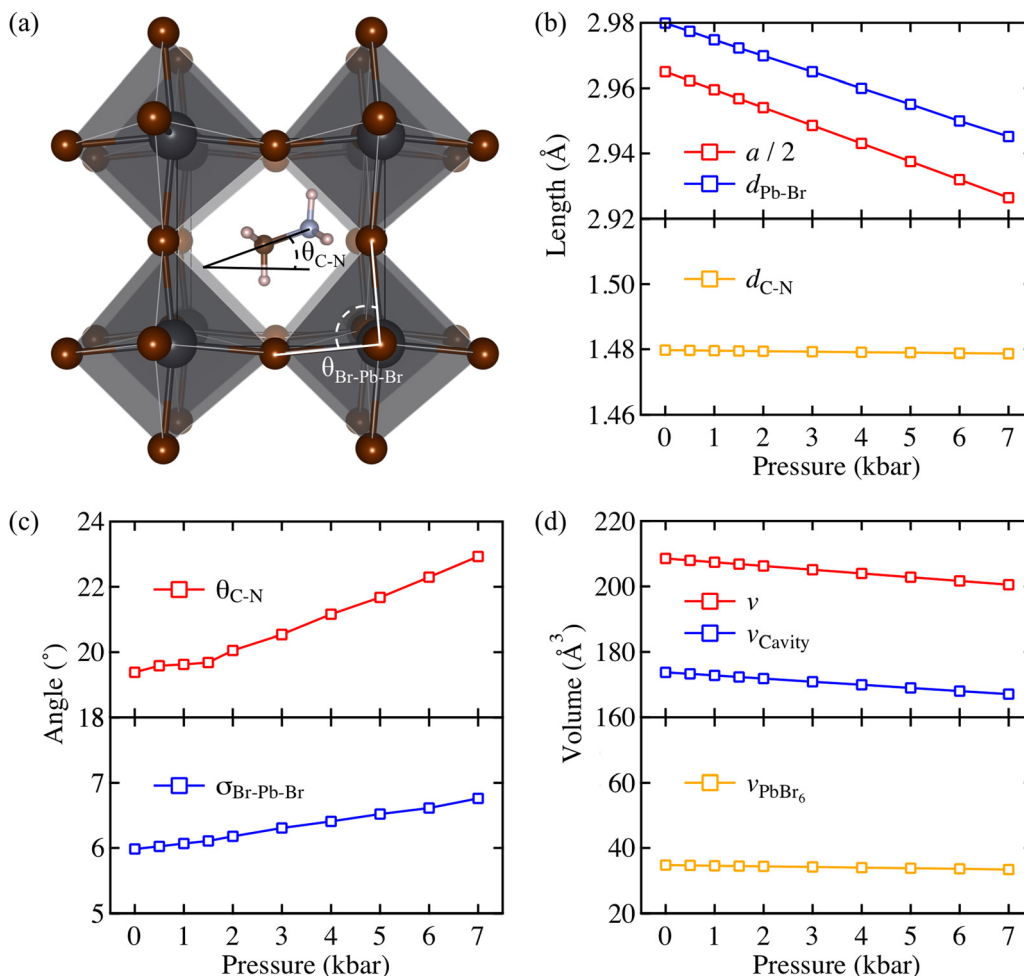 (a)
θC-N
θBr-Pb-Br
(b)
2.98
2.96
2.94
2.92
1.50
1.48
1.46
Length (Å)
a / 2
dPb-Br
dC-N
0 1 2 3 4 5 6 7
Pressure (kbar)
(c)
24
22
20
18
7
6
5
Angle (°)
θC-N
σBr-Pb-Br
0 1 2 3 4 5 6 7
Pressure (kbar)
(d)
220
200
180
160
60
40
20
Volume (Å³)
v
vCavity
vPbBr₆
0 1 2 3 4 5 6 7
Pressure (kbar)